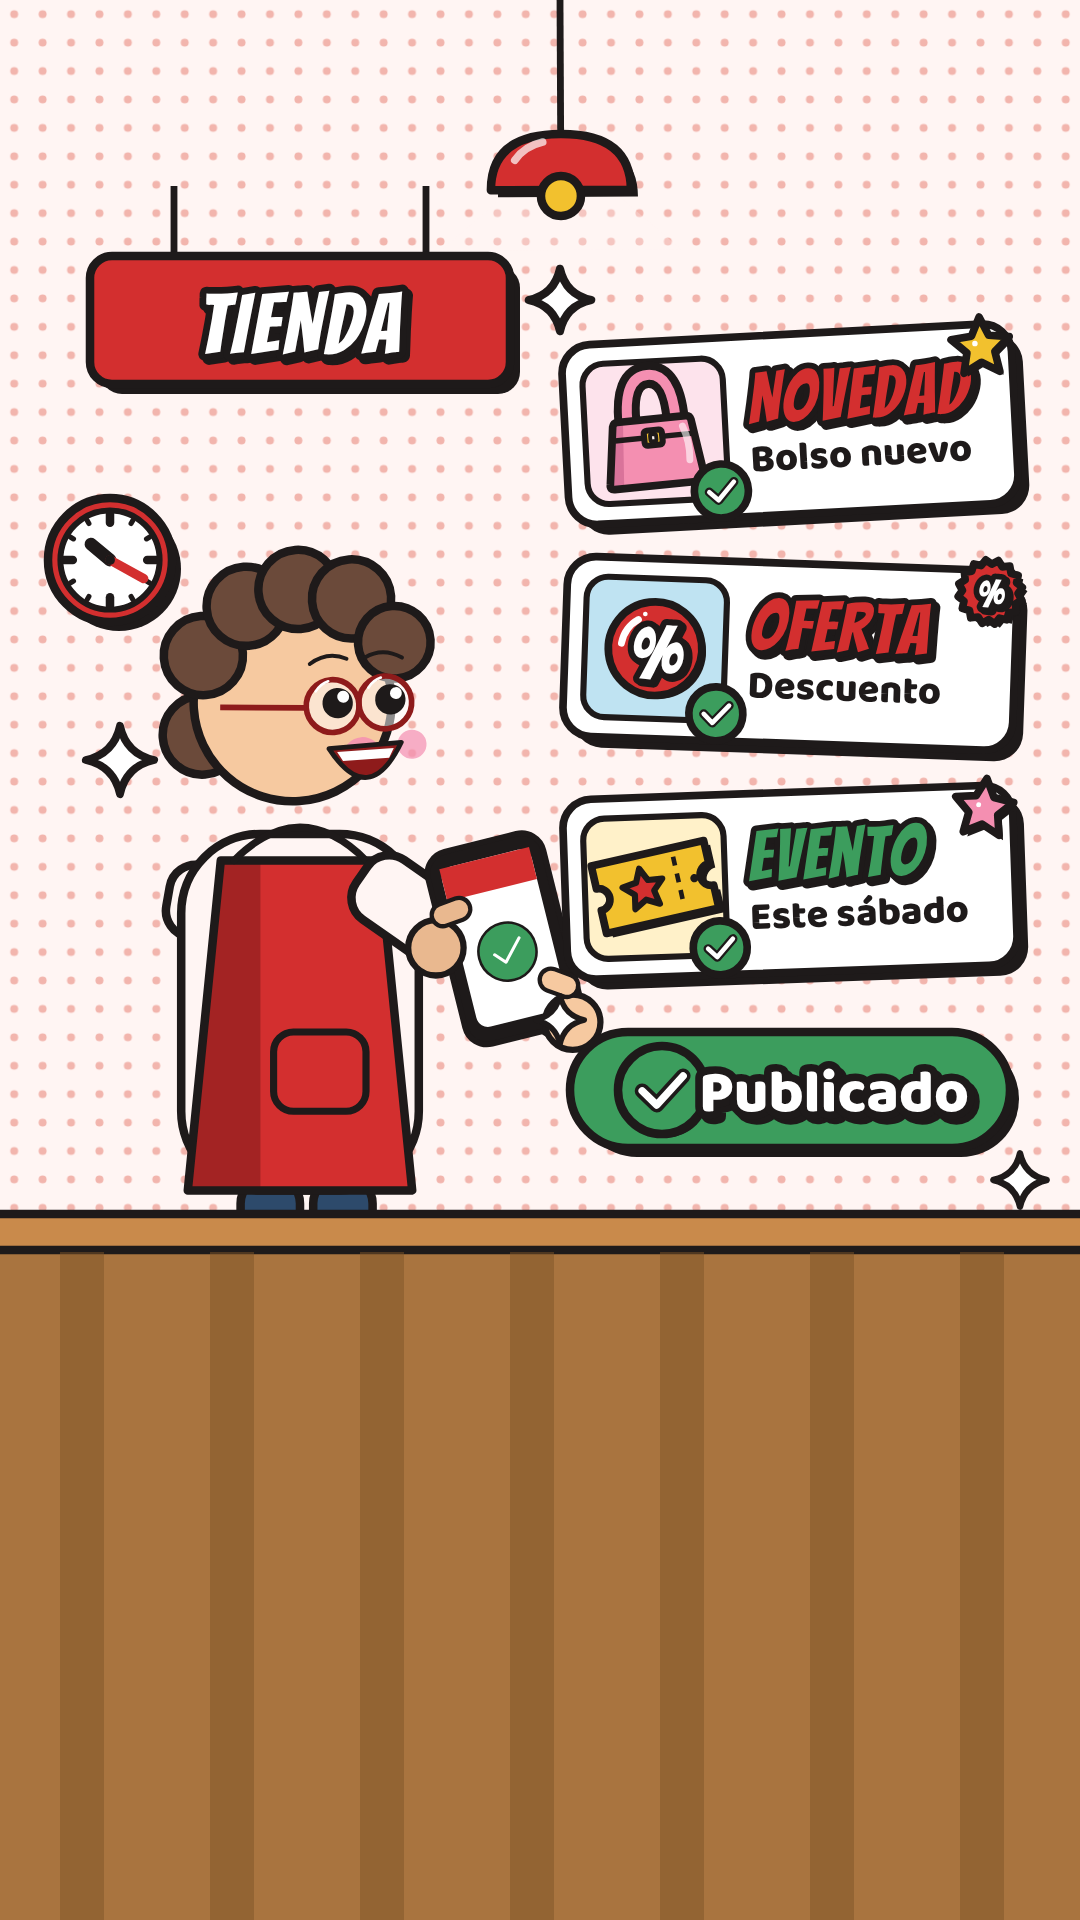 TIENDA
NOVEDAD
Bolso nuevo
%
OFERTA
%
Descuento
EVENTO
Este sábado
Publicado